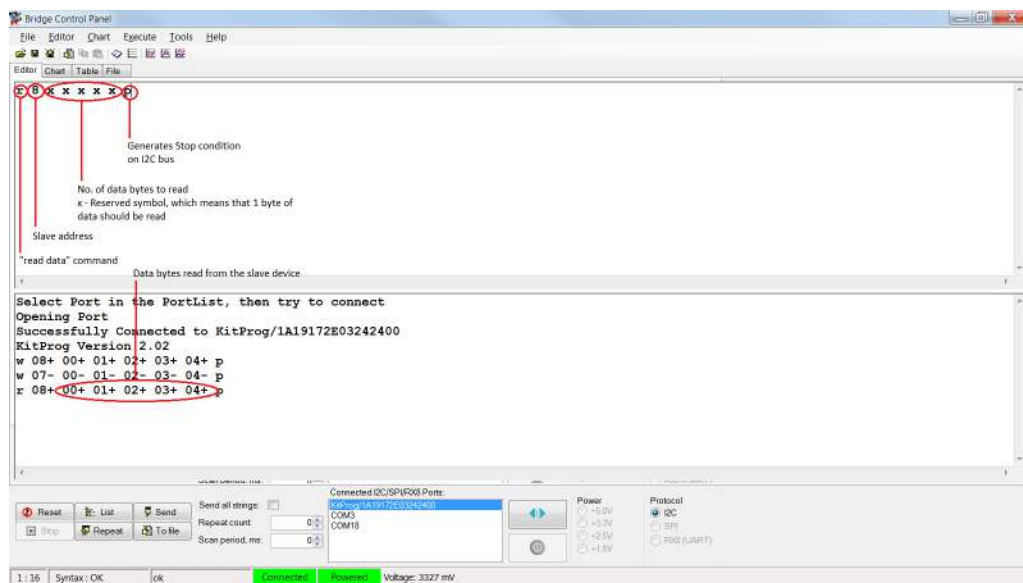 Bridge Control Panel
File Editor Chart Execute Tools Help
Editor Chart Table File
r 8 x x x x x p
Generates Stop condition
on I2C bus
No. of data bytes to read
x - Reserved symbol, which means that 1 byte of
data should be read
Slave address
"read data" command
Data bytes read from the slave device
Select Port in the PortList, then try to connect
Opening Port
Successfully Connected to KitProg/1A19172E03242400
KitProg Version 2.02
w 08+ 00+ 01+ 02+ 03+ 04+ p
w 07- 00- 01- 02- 03- 04- p
r 08+ 00+ 01+ 02+ 03+ 04+ p
Connected I2C/SPI/RX8 Ports:
Reset List Send
Stop Repeat To file
Send all strings:
Repeat count: 0
Scan period, ms: 0
KitProg/1A19172E03242400
COM3
COM18
Power
+5.0V
+3.3V
+2.5V
+1.8V
Protocol
I2C
SPI
RX8 (UART)
1:16 Syntax: OK ok Connected Powered Voltage: 3327 mV